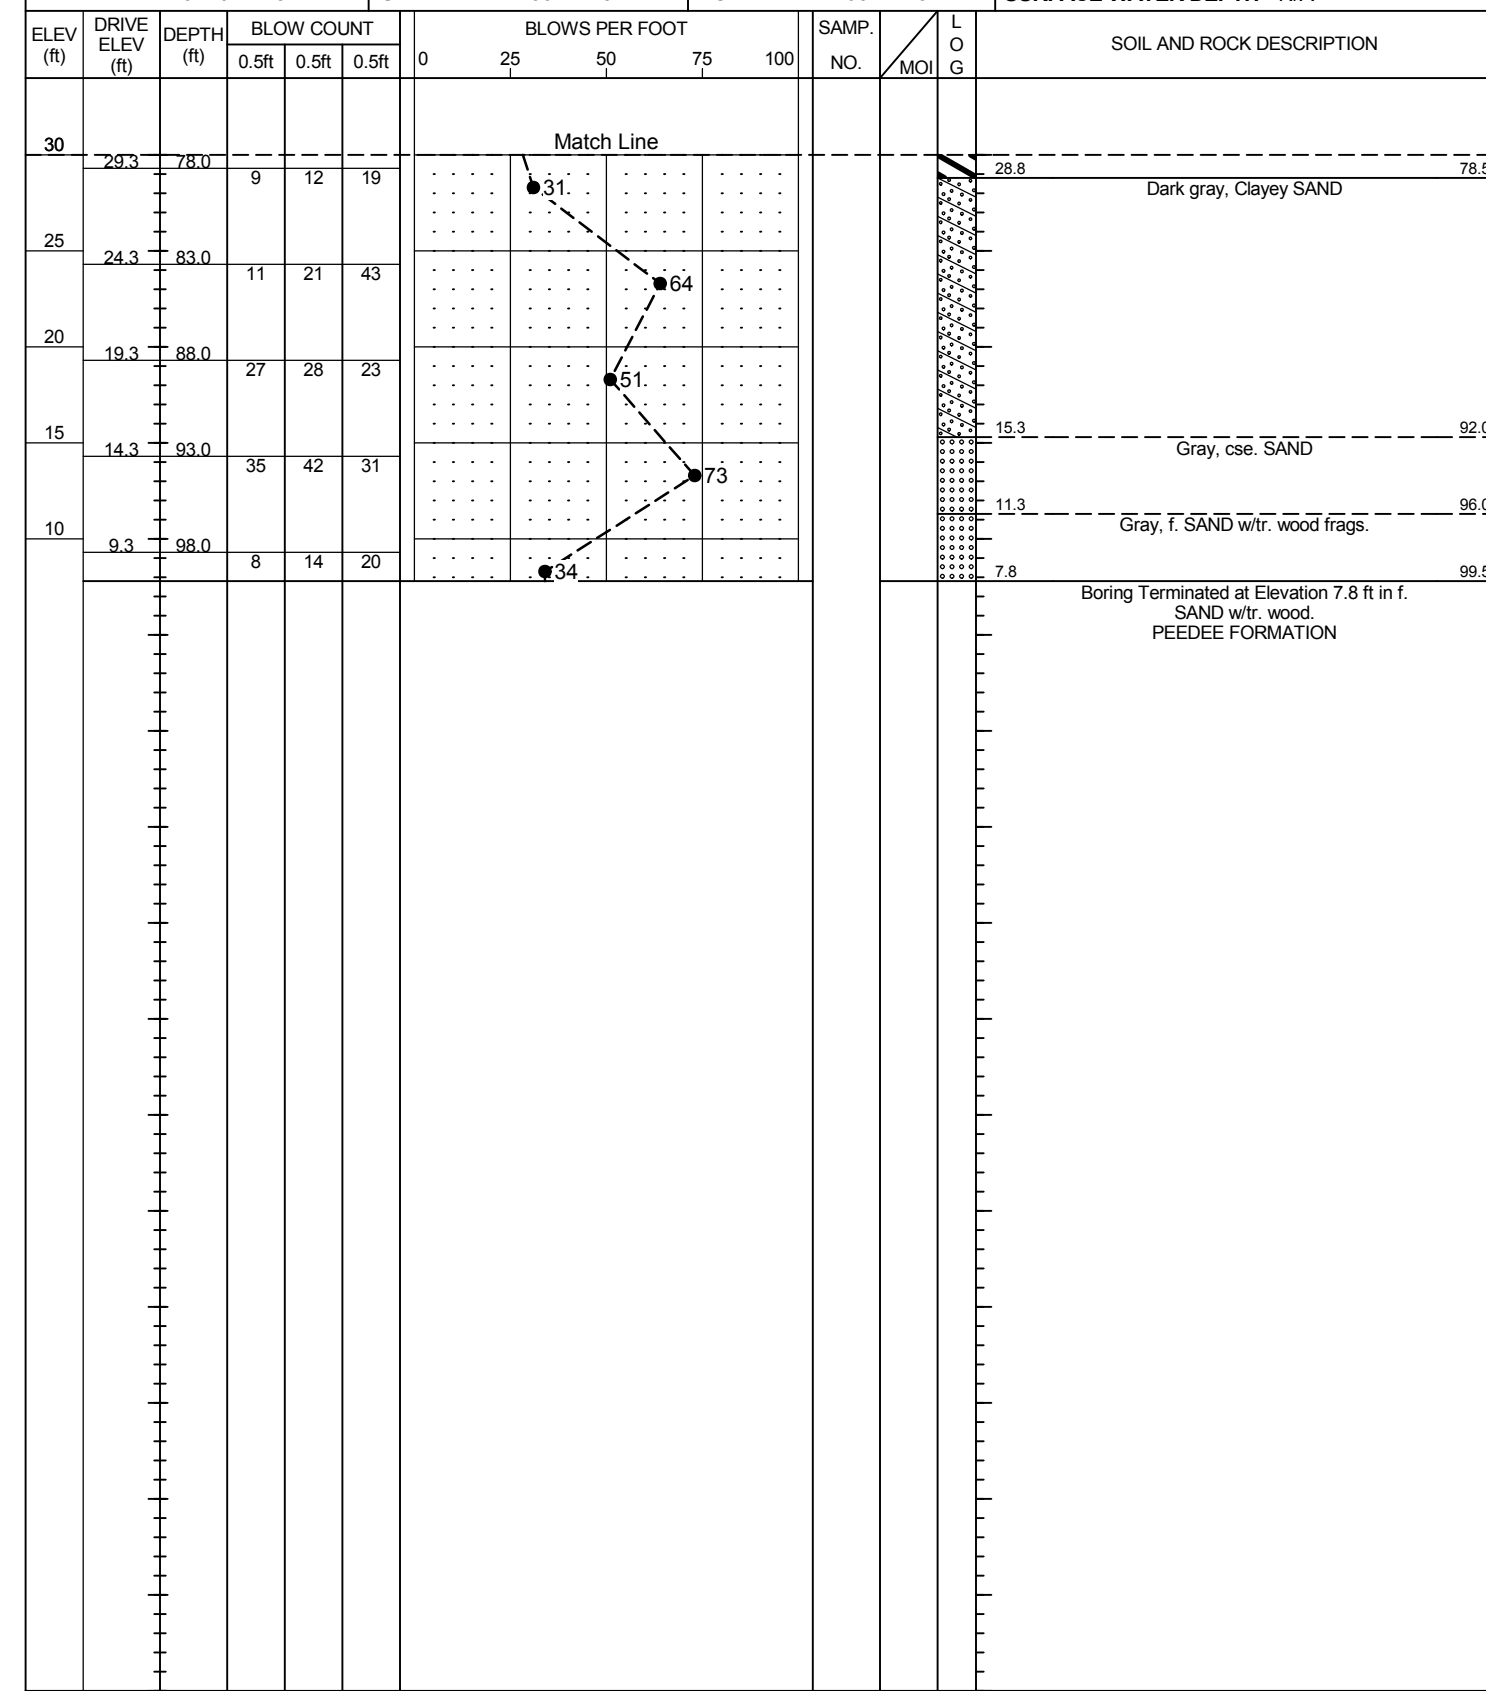 ELEV (ft) DRIVE ELEV (ft) DEPTH (ft) BLOW COUNT BLOWS PER FOOT SAMP. NO. MOI LOG SOIL AND ROCK DESCRIPTION
0.5ft 0.5ft 0.5ft 0 25 50 75 100
30 Match Line
29.3 78.0 28.8 78.5
9 12 19 31 Dark gray, Clayey SAND
25
24.3 83.0
11 21 43 64
20
19.3 88.0
27 28 23 51
15 15.3 92.0
14.3 93.0 Gray, cse. SAND
35 42 31 73
11.3 96.0
10 Gray, f. SAND w/tr. wood frags.
9.3 98.0
8 14 20 34 7.8 99.5
Boring Terminated at Elevation 7.8 ft in f.
SAND w/tr. wood.
PEEDEE FORMATION